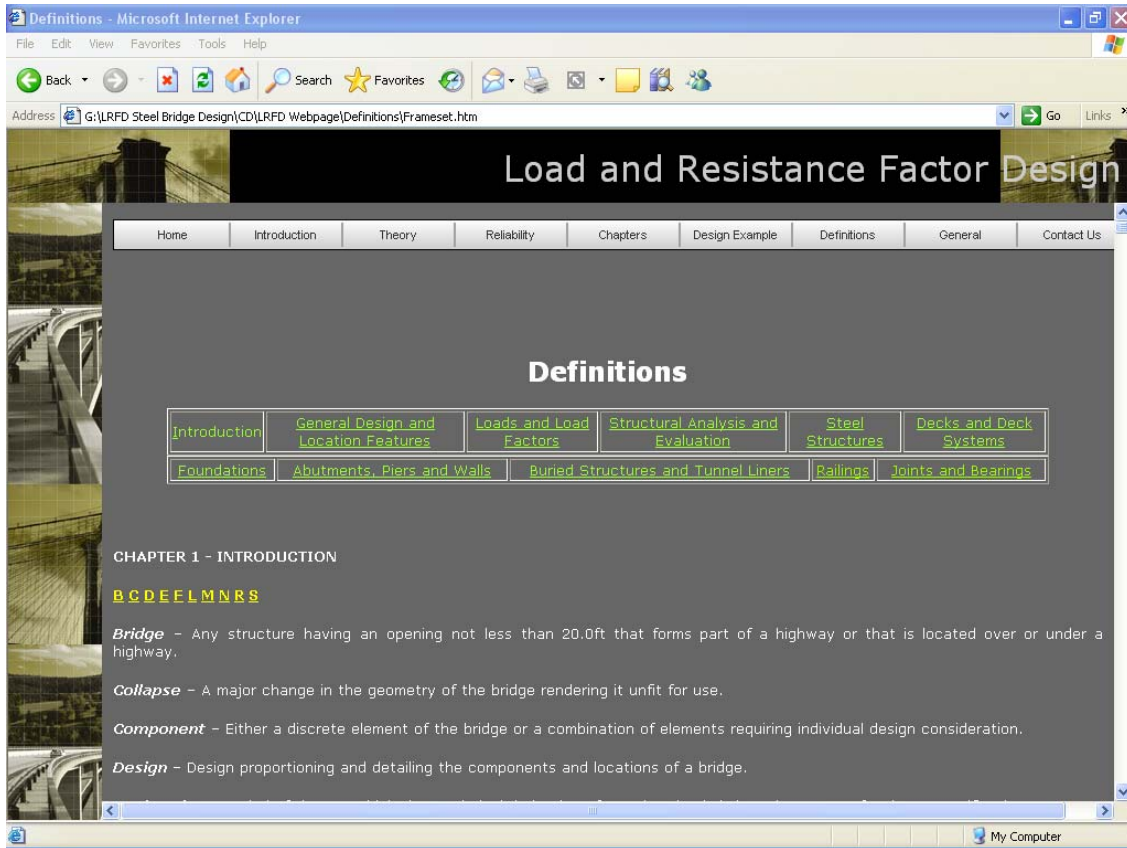 Definitions - Microsoft Internet Explorer
File Edit View Favorites Tools Help
Back Search Favorites
Address G:\LRFD Steel Bridge Design\CD\LRFD Webpage\Definitions\Frameset.htm Go Links »
Load and Resistance Factor Design
Home Introduction Theory Reliability Chapters Design Example Definitions General Contact Us
Definitions
Introduction General Design and Location Features Loads and Load Factors Structural Analysis and Evaluation Steel Structures Decks and Deck Systems
Foundations Abutments, Piers and Walls Buried Structures and Tunnel Liners Railings Joints and Bearings
CHAPTER 1 - INTRODUCTION
B C D E F L M N R S
Bridge – Any structure having an opening not less than 20.0ft that forms part of a highway or that is located over or under a
highway.
Collapse – A major change in the geometry of the bridge rendering it unfit for use.
Component – Either a discrete element of the bridge or a combination of elements requiring individual design consideration.
Design – Design proportioning and detailing the components and locations of a bridge.
My Computer